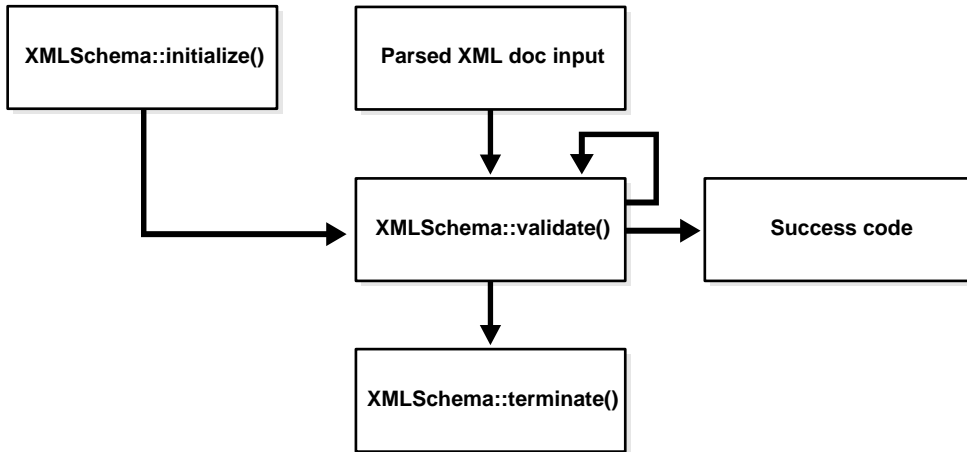 XMLSchema::initialize()
Parsed XML doc input
XMLSchema::validate()
Success code
XMLSchema::terminate()